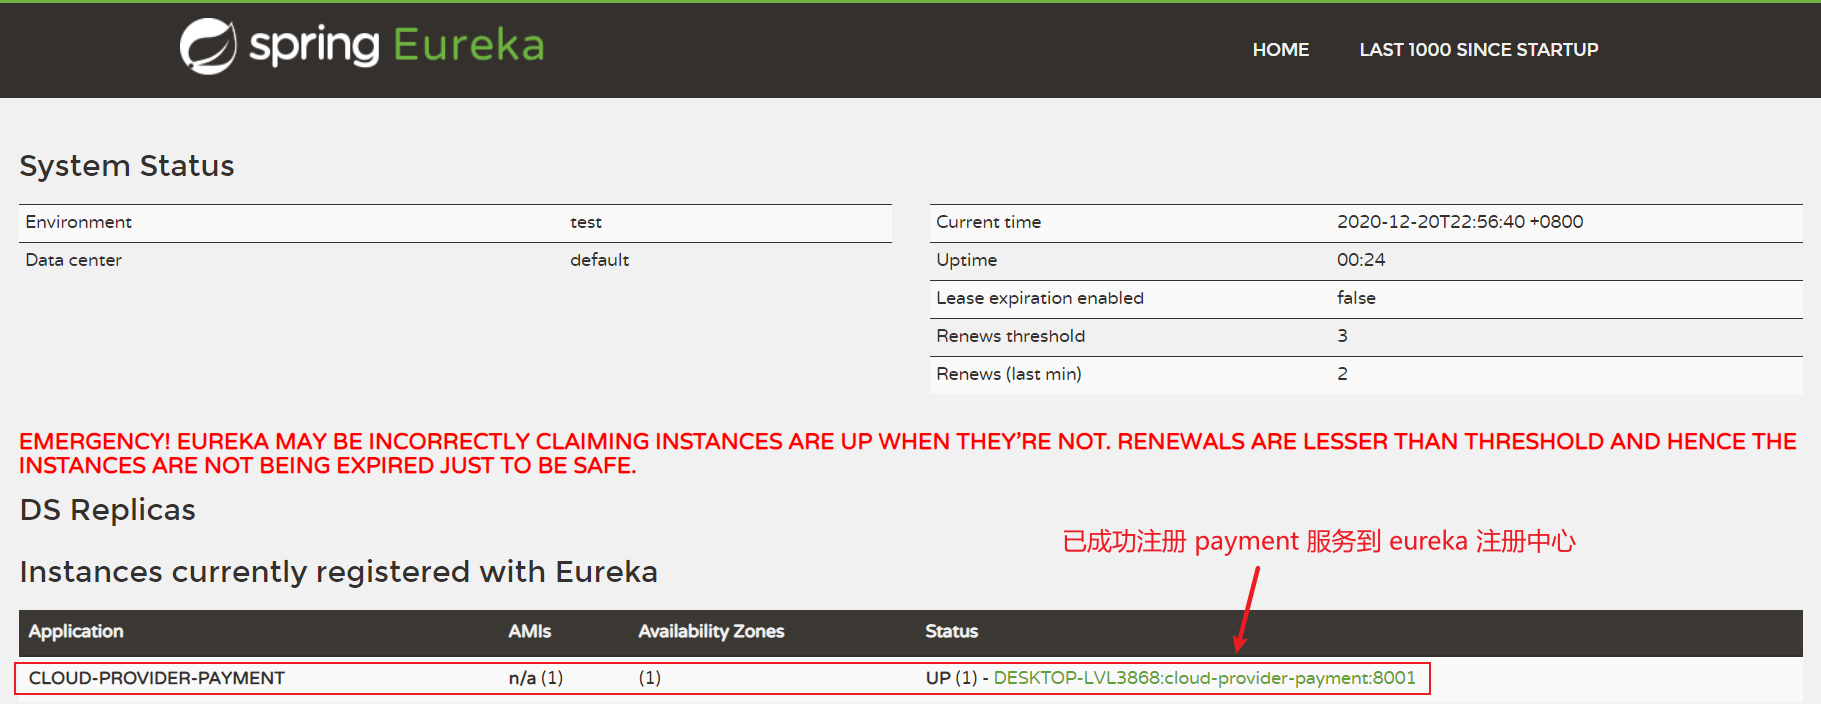 spring Eureka
HOME
LAST 1000 SINCE STARTUP
System Status
Environment test
Data center default
Current time 2020-12-20T22:56:40 +0800
Uptime 00:24
Lease expiration enabled false
Renews threshold 3
Renews (last min) 2
EMERGENCY! EUREKA MAY BE INCORRECTLY CLAIMING INSTANCES ARE UP WHEN THEY'RE NOT. RENEWALS ARE LESSER THAN THRESHOLD AND HENCE THE
INSTANCES ARE NOT BEING EXPIRED JUST TO BE SAFE.
DS Replicas
已成功注册 payment 服务到 eureka 注册中心
Instances currently registered with Eureka
Application AMIs Availability Zones Status
CLOUD-PROVIDER-PAYMENT n/a (1) (1) UP (1) - DESKTOP-LVL3868:cloud-provider-payment:8001